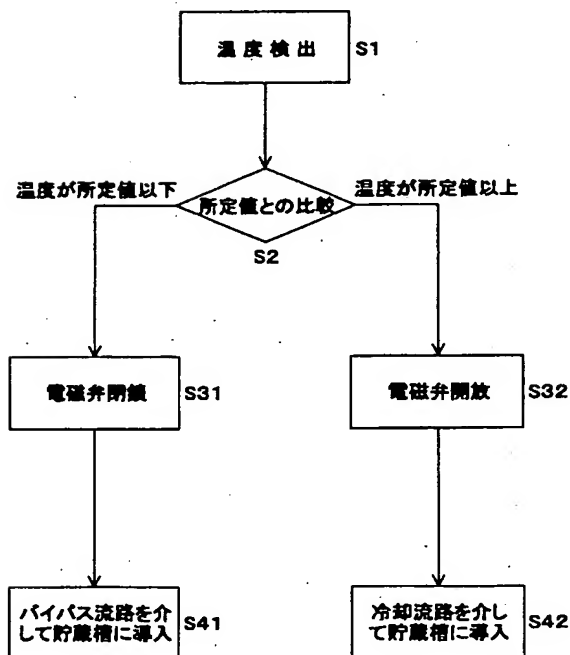 温度検出 S1
温度が所定値以下
温度が所定値以上
所定値との比較
S2
電磁弁閉鎖 S31
電磁弁開放 S32
バイパス流路を介
して貯蔵槽に導入 S41
冷却流路を介し
て貯蔵槽に導入 S42